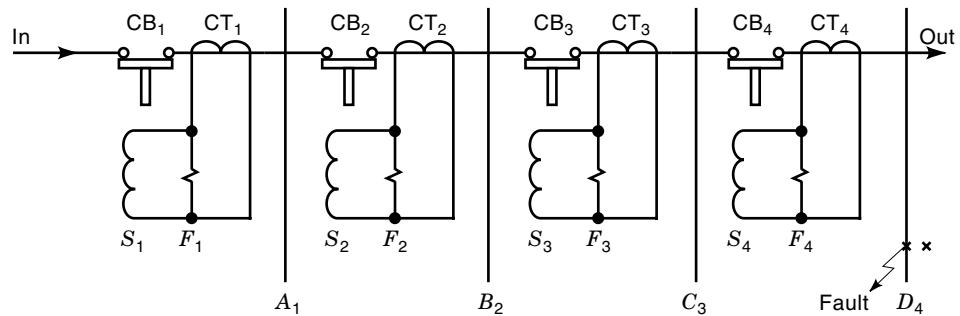 CB₁ CT₁ CB₂ CT₂ CB₃ CT₃ CB₄ CT₄
In Out
S₁ F₁ S₂ F₂ S₃ F₃ S₄ F₄
A₁ B₂ C₃ Fault D₄